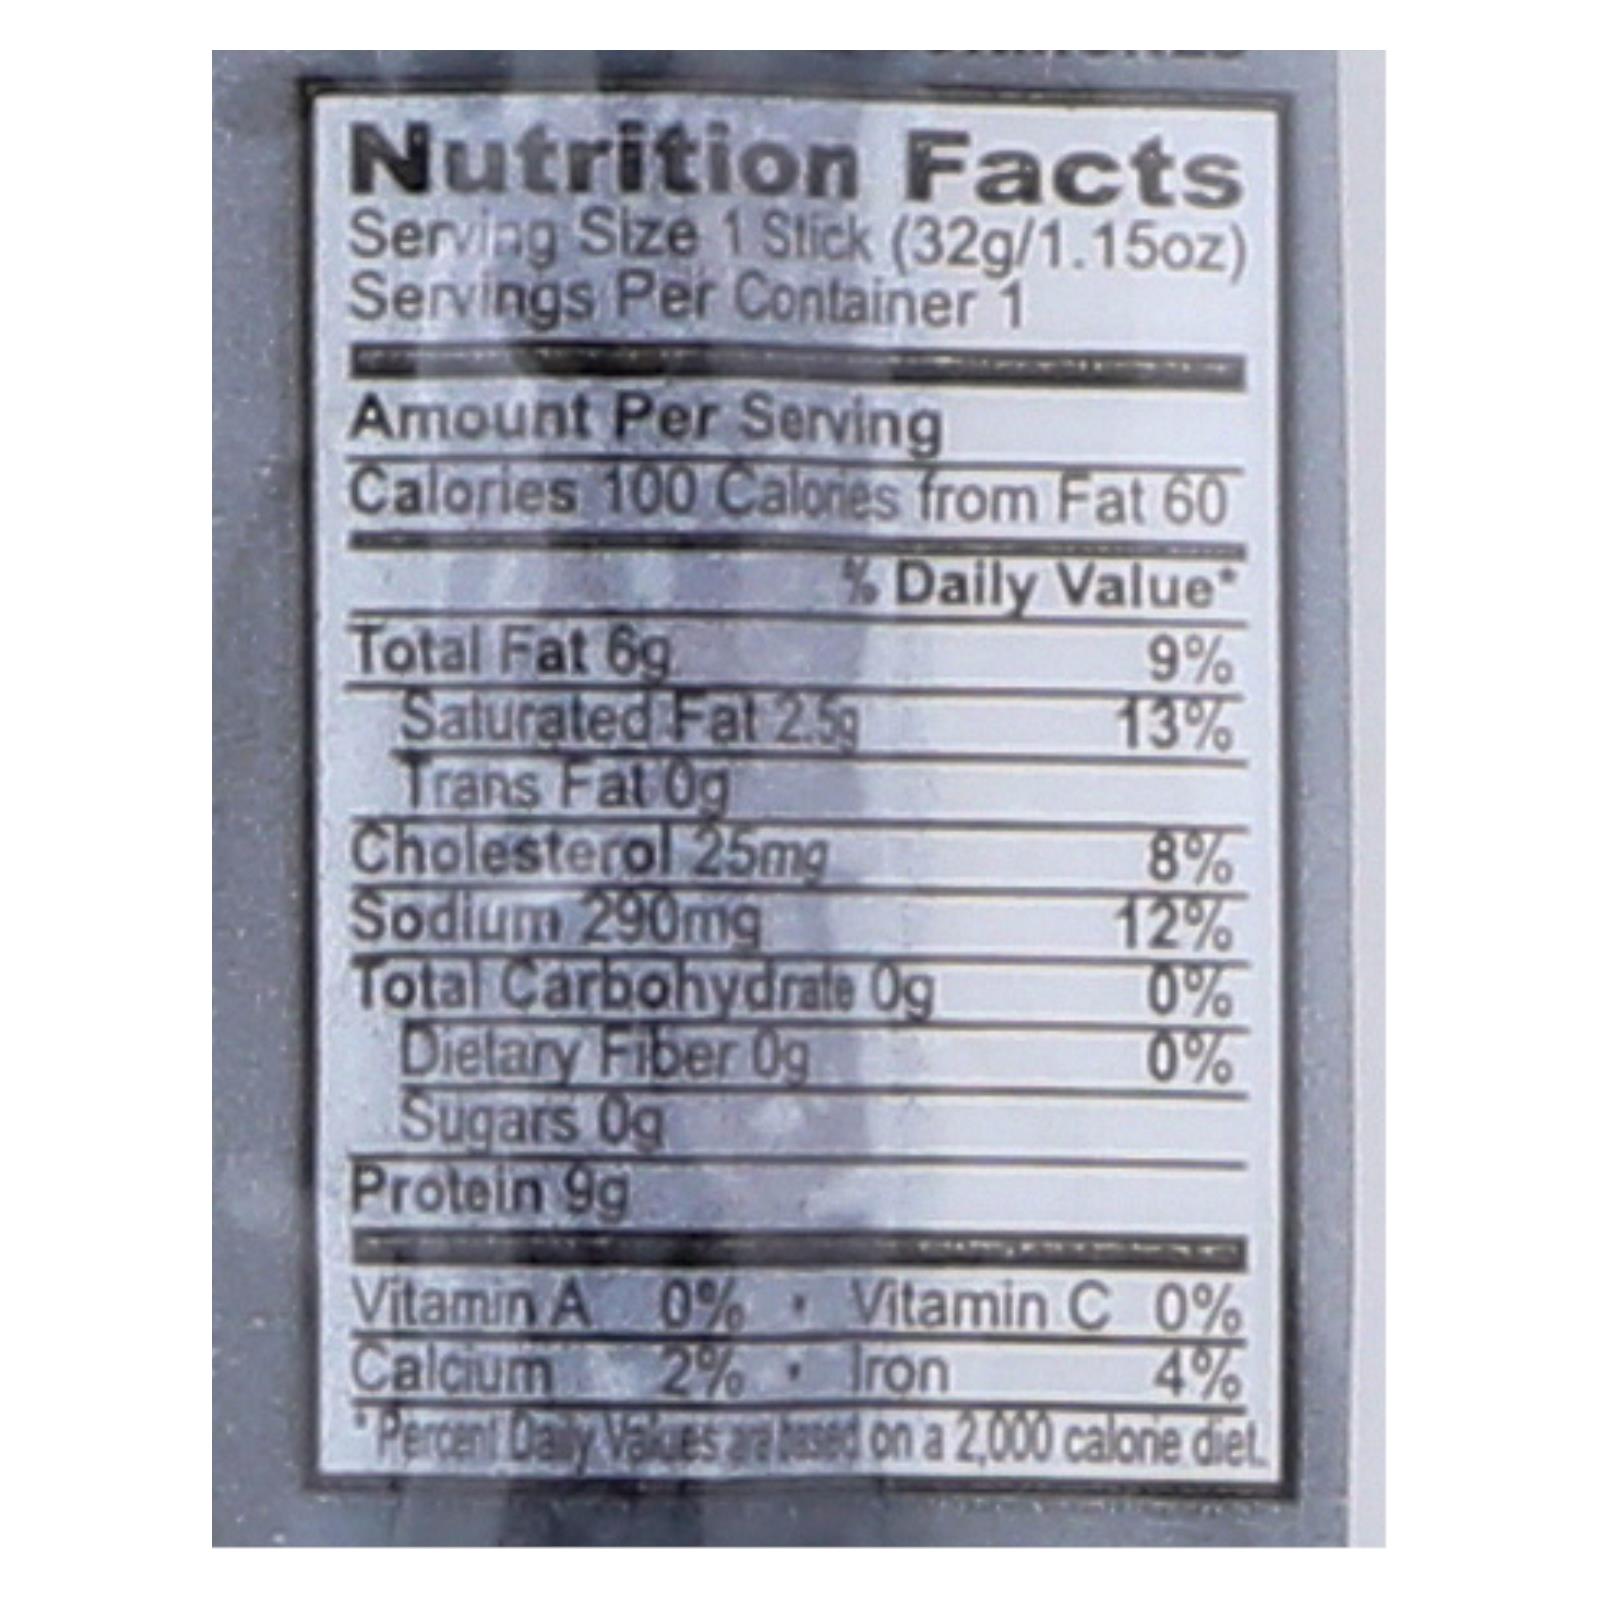 Nutrition Facts
Serving Size 1 Stick (32g/1.15oz)
Servings Per Container 1
Amount Per Serving
Calories 100 Calories from Fat 60
% Daily Value*
Total Fat 6g 9%
Saturated Fat 2.5g 13%
Trans Fat 0g
Cholesterol 25mg 8%
Sodium 290mg 12%
Total Carbohydrate 0g 0%
Dietary Fiber 0g 0%
Sugars 0g
Protein 9g
Vitamin A 0% • Vitamin C 0%
Calcium 2% • Iron 4%
*Percent Daily Values are based on a 2,000 calorie diet.